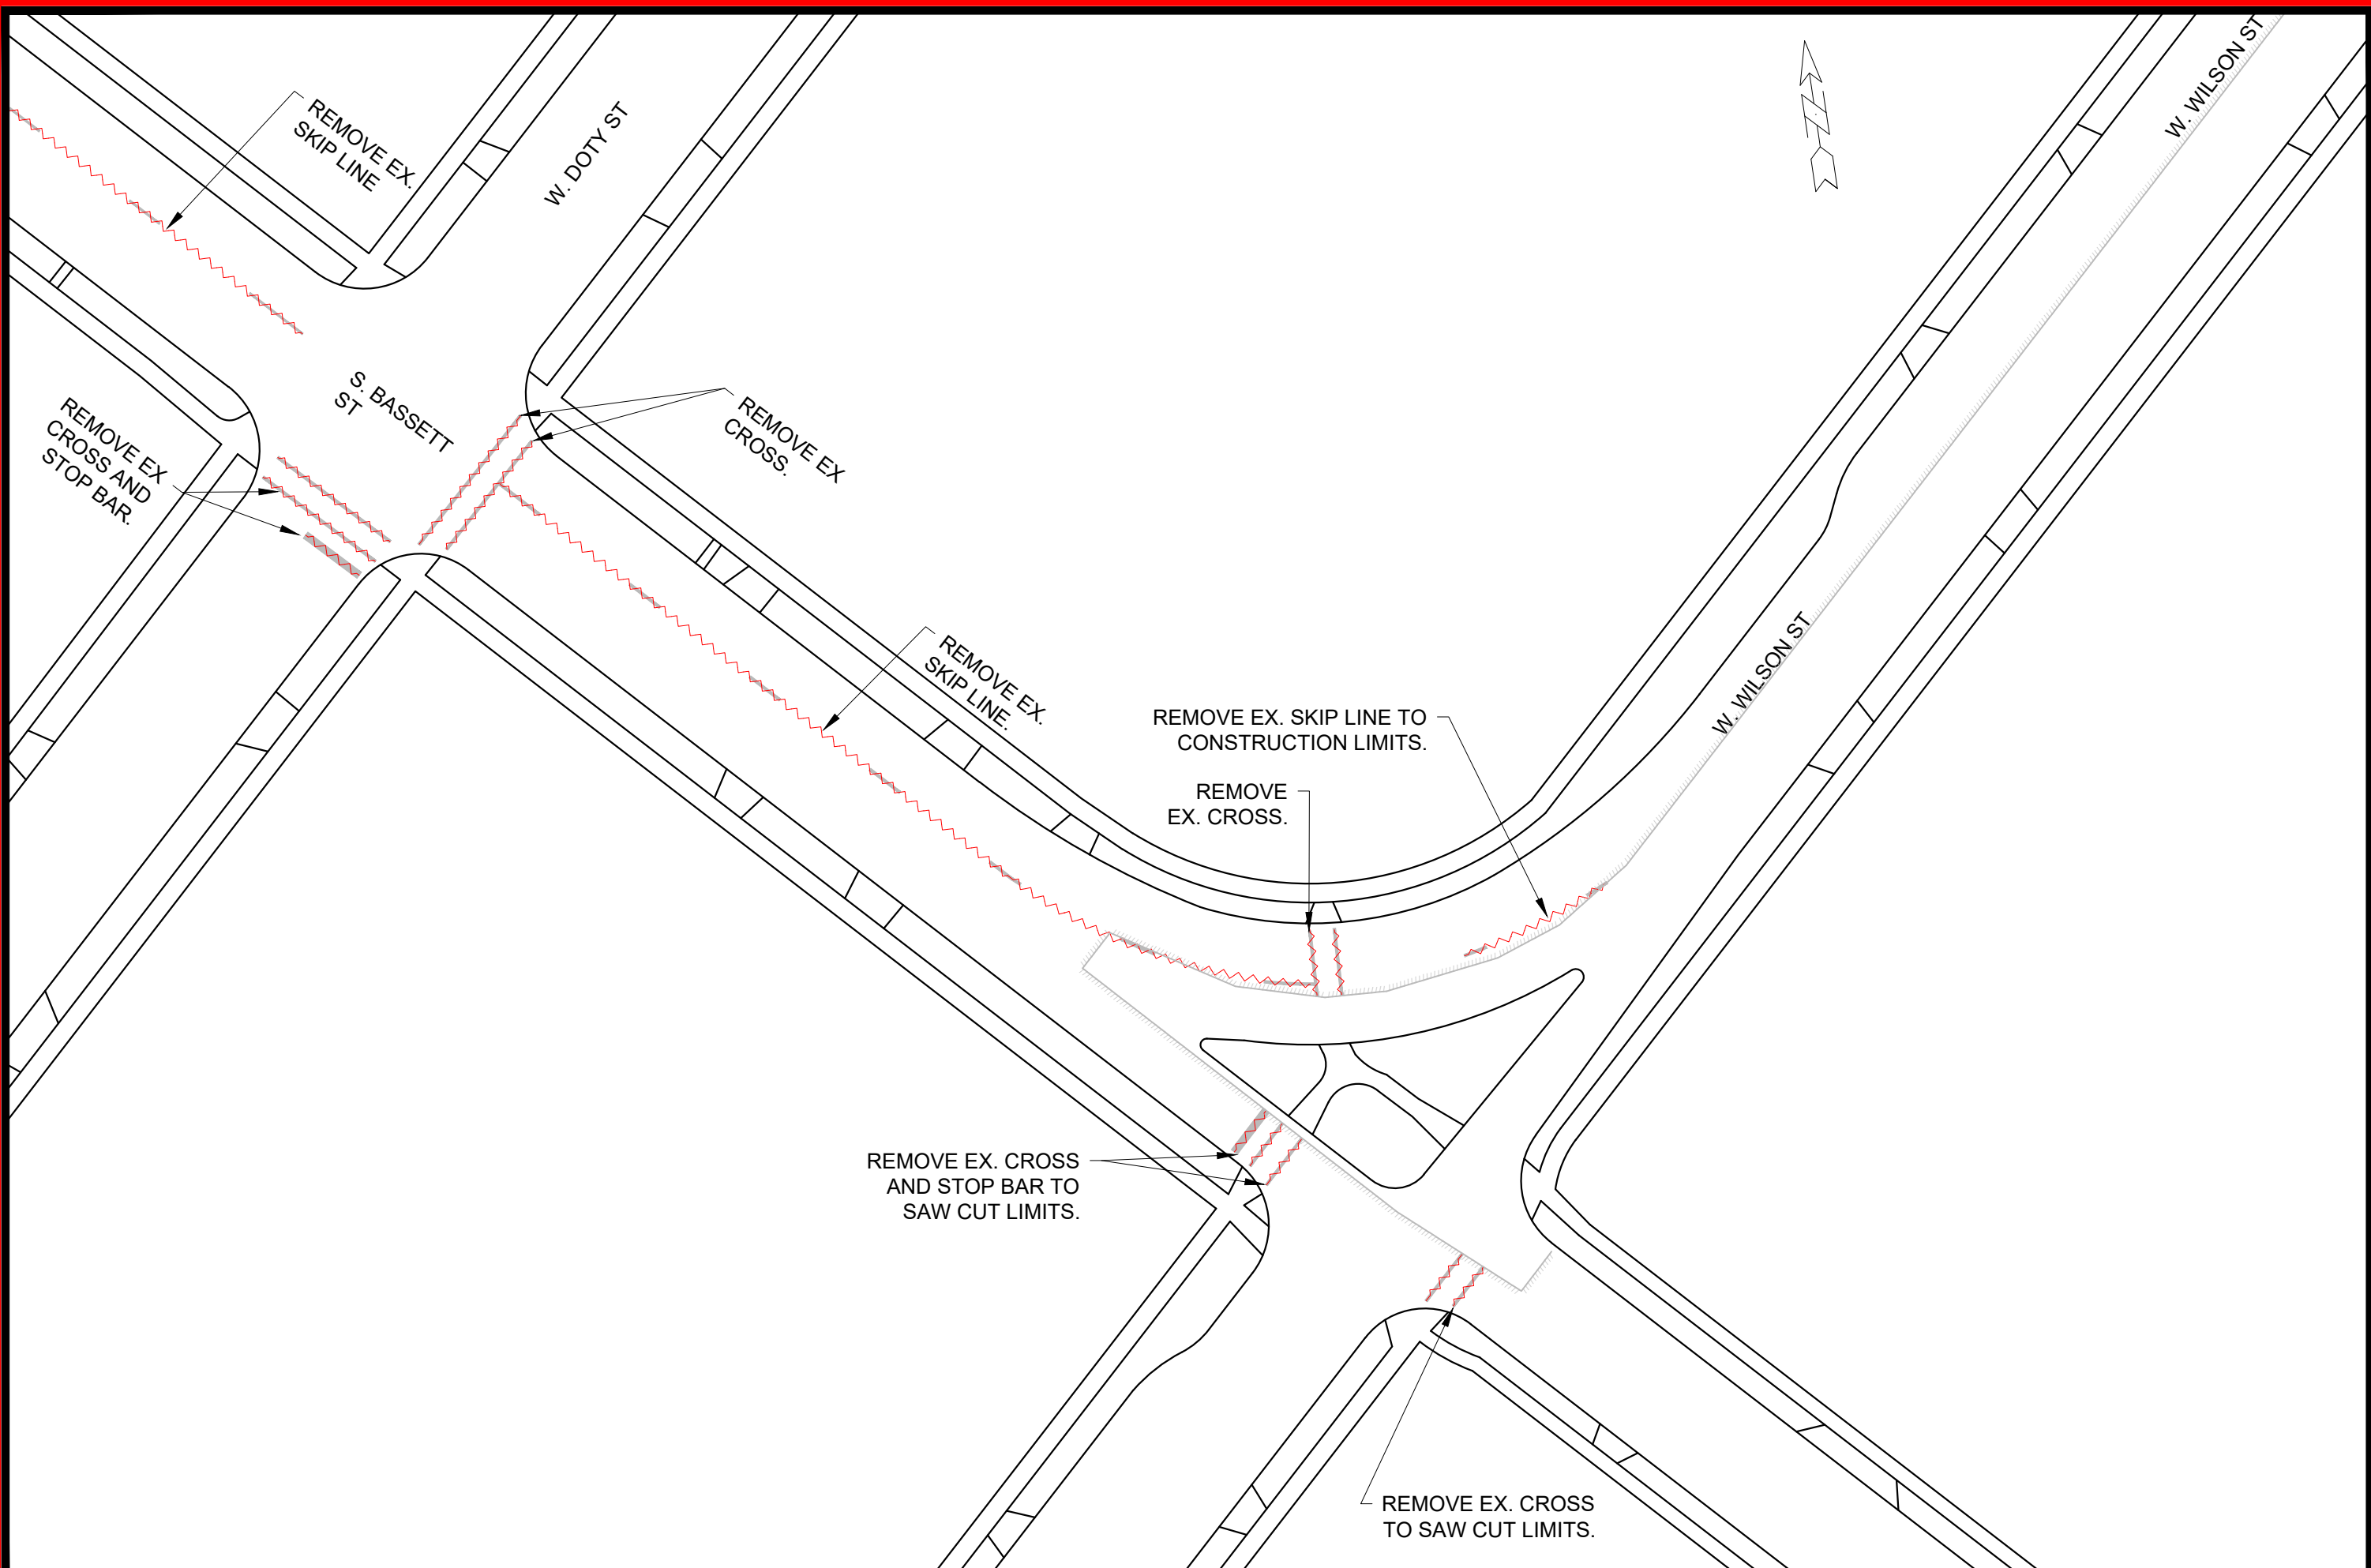 REMOVE EX.
SKIP LINE
W. DOTY ST
W. WILSON ST
S. BASSETT
ST
REMOVE EX
CROSS AND
STOP BAR.
REMOVE EX
CROSS.
REMOVE EX.
SKIP LINE.
W. WILSON ST
REMOVE EX. SKIP LINE TO
CONSTRUCTION LIMITS.
REMOVE
EX. CROSS.
REMOVE EX. CROSS
AND STOP BAR TO
SAW CUT LIMITS.
REMOVE EX. CROSS
TO SAW CUT LIMITS.